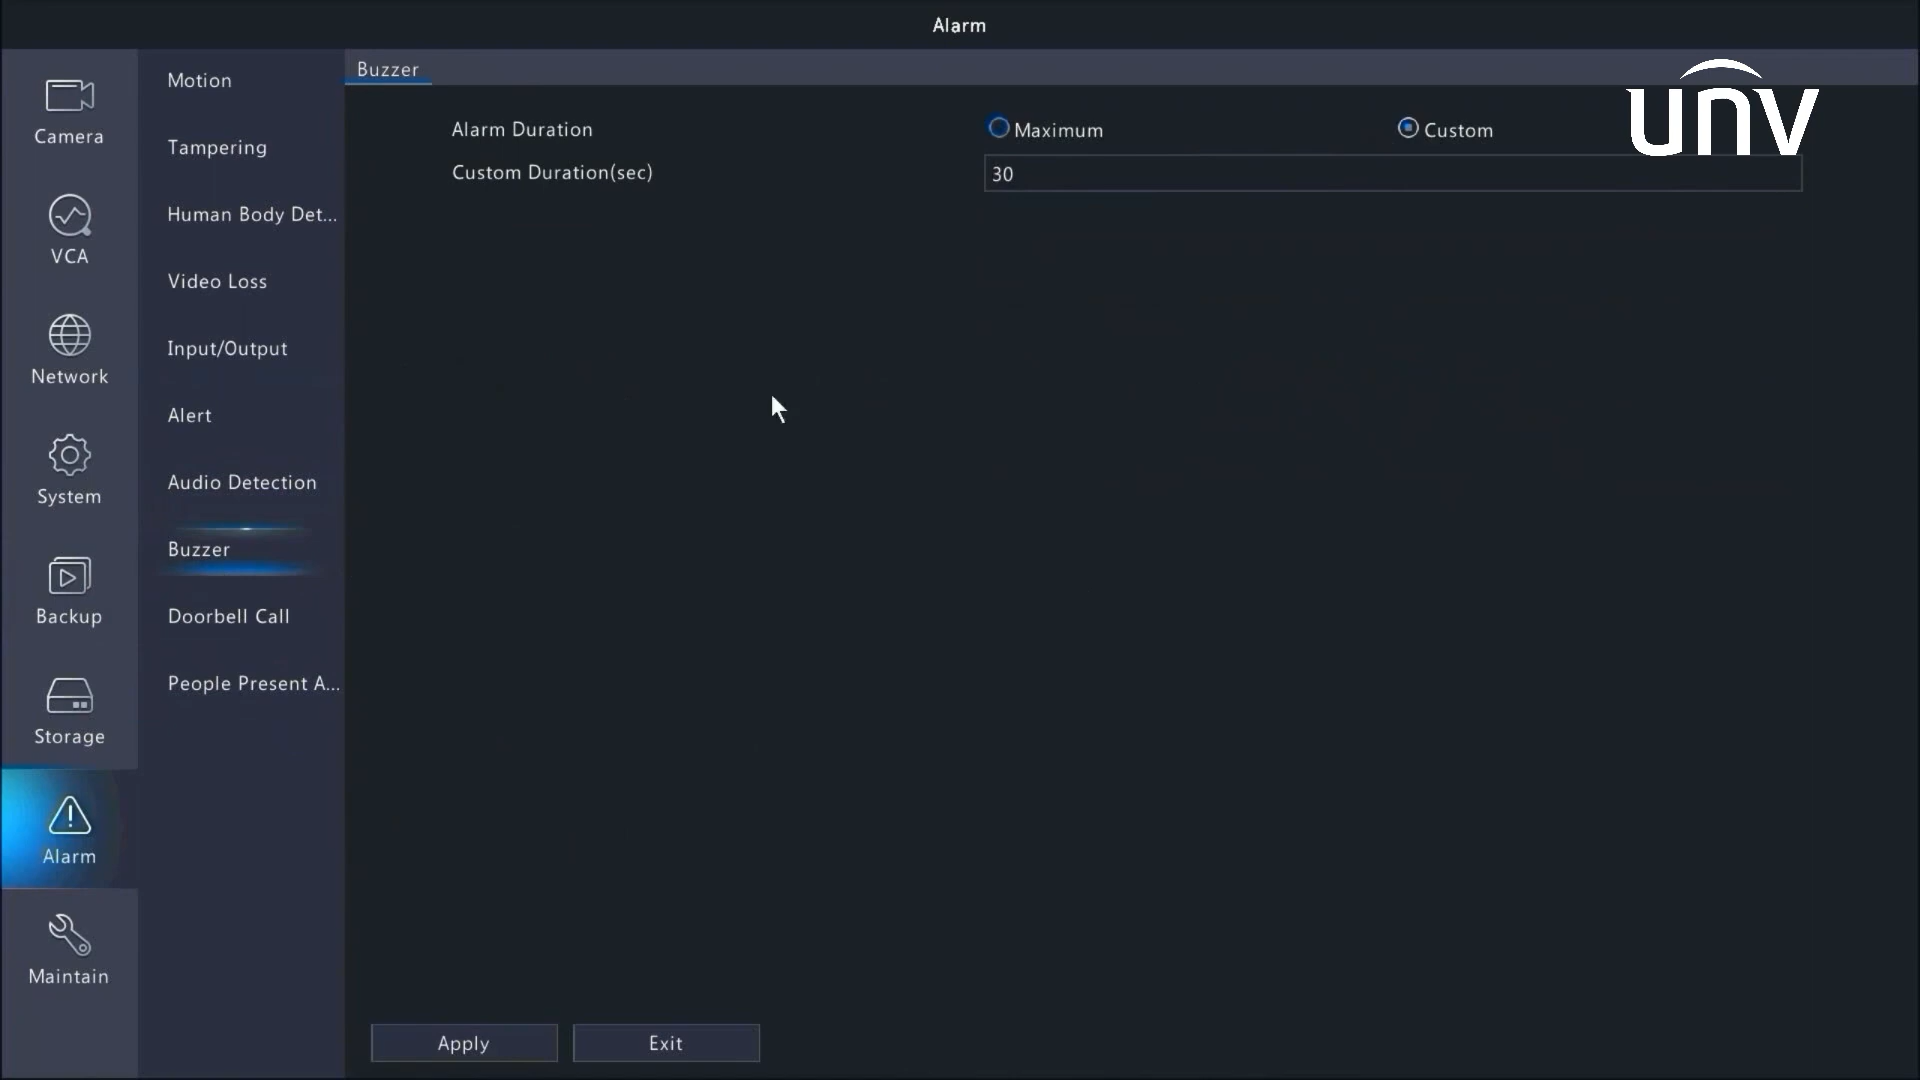 Alarm
Camera
VCA
Network
System
Backup
Storage
Alarm
Maintain
Motion
Tampering
Human Body Det...
Video Loss
Input/Output
Alert
Audio Detection
Buzzer
Doorbell Call
People Present A...
Buzzer
unv
Alarm Duration Maximum Custom
Custom Duration(sec) 30
Apply Exit